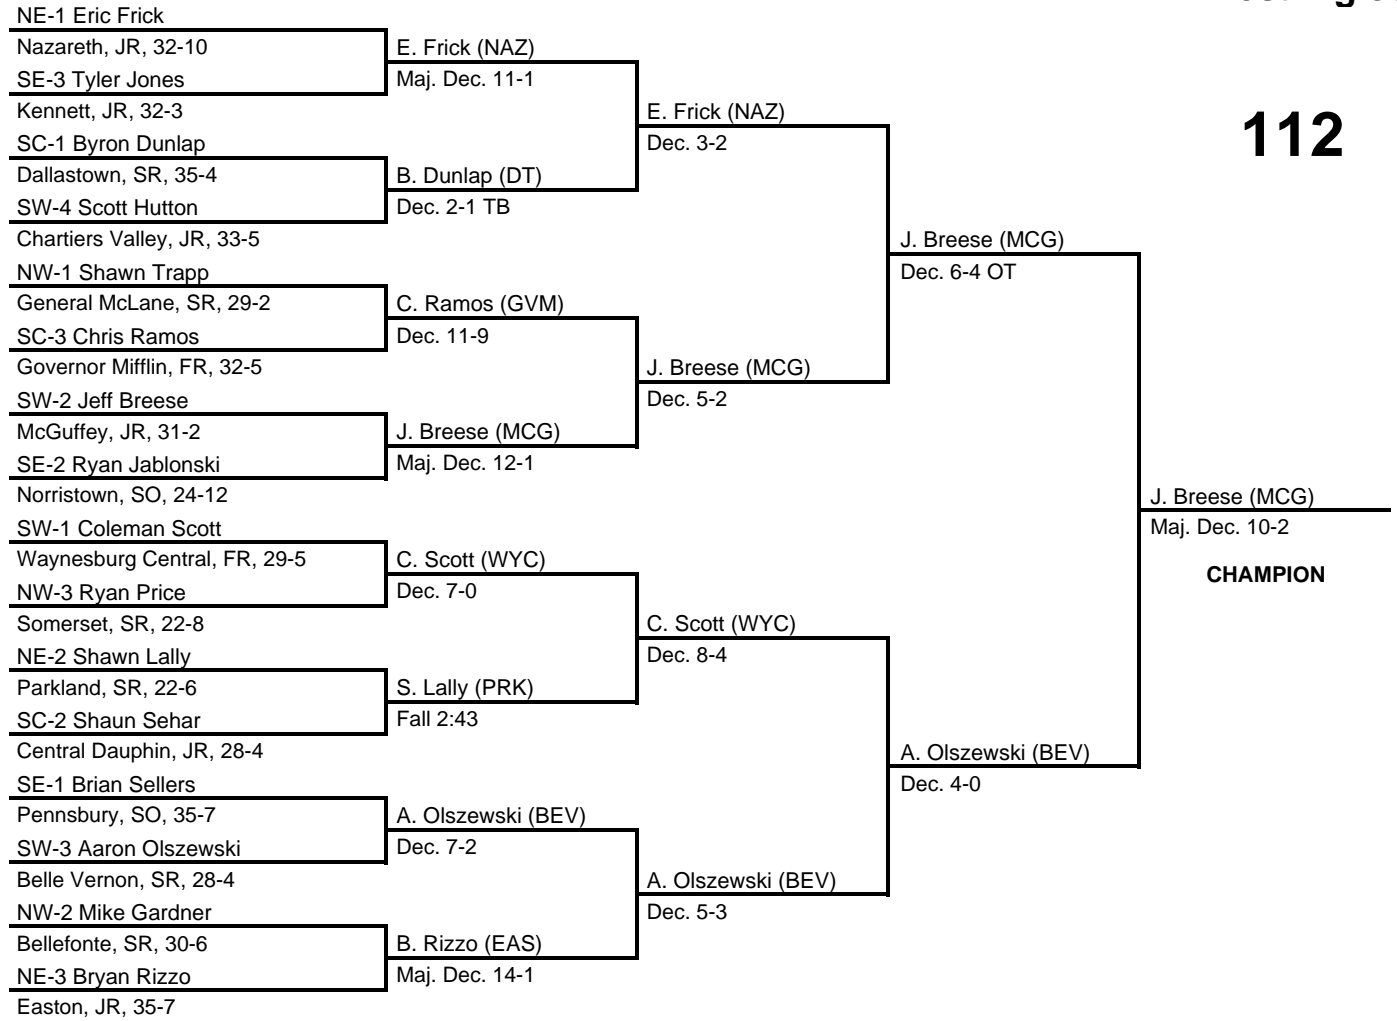 NE-1 Eric Frick
Nazareth, JR, 32-10
SE-3 Tyler Jones
Kennett, JR, 32-3
SC-1 Byron Dunlap
Dallastown, SR, 35-4
SW-4 Scott Hutton
Chartiers Valley, JR, 33-5
NW-1 Shawn Trapp
General McLane, SR, 29-2
SC-3 Chris Ramos
Governor Mifflin, FR, 32-5
SW-2 Jeff Breese
McGuffey, JR, 31-2
SE-2 Ryan Jablonski
Norristown, SO, 24-12
SW-1 Coleman Scott
Waynesburg Central, FR, 29-5
NW-3 Ryan Price
Somerset, SR, 22-8
NE-2 Shawn Lally
Parkland, SR, 22-6
SC-2 Shaun Sehar
Central Dauphin, JR, 28-4
SE-1 Brian Sellers
Pennsbury, SO, 35-7
SW-3 Aaron Olszewski
Belle Vernon, SR, 28-4
NW-2 Mike Gardner
Bellefonte, SR, 30-6
NE-3 Bryan Rizzo
Easton, JR, 35-7
E. Frick (NAZ)
Maj. Dec. 11-1
B. Dunlap (DT)
Dec. 2-1 TB
C. Ramos (GVM)
Dec. 11-9
J. Breese (MCG)
Maj. Dec. 12-1
C. Scott (WYC)
Dec. 7-0
S. Lally (PRK)
Fall 2:43
A. Olszewski (BEV)
Dec. 7-2
B. Rizzo (EAS)
Maj. Dec. 14-1
E. Frick (NAZ)
Dec. 3-2
J. Breese (MCG)
Dec. 5-2
C. Scott (WYC)
Dec. 8-4
A. Olszewski (BEV)
Dec. 5-3
J. Breese (MCG)
Dec. 6-4 OT
A. Olszewski (BEV)
Dec. 4-0
112
J. Breese (MCG)
Maj. Dec. 10-2
CHAMPION